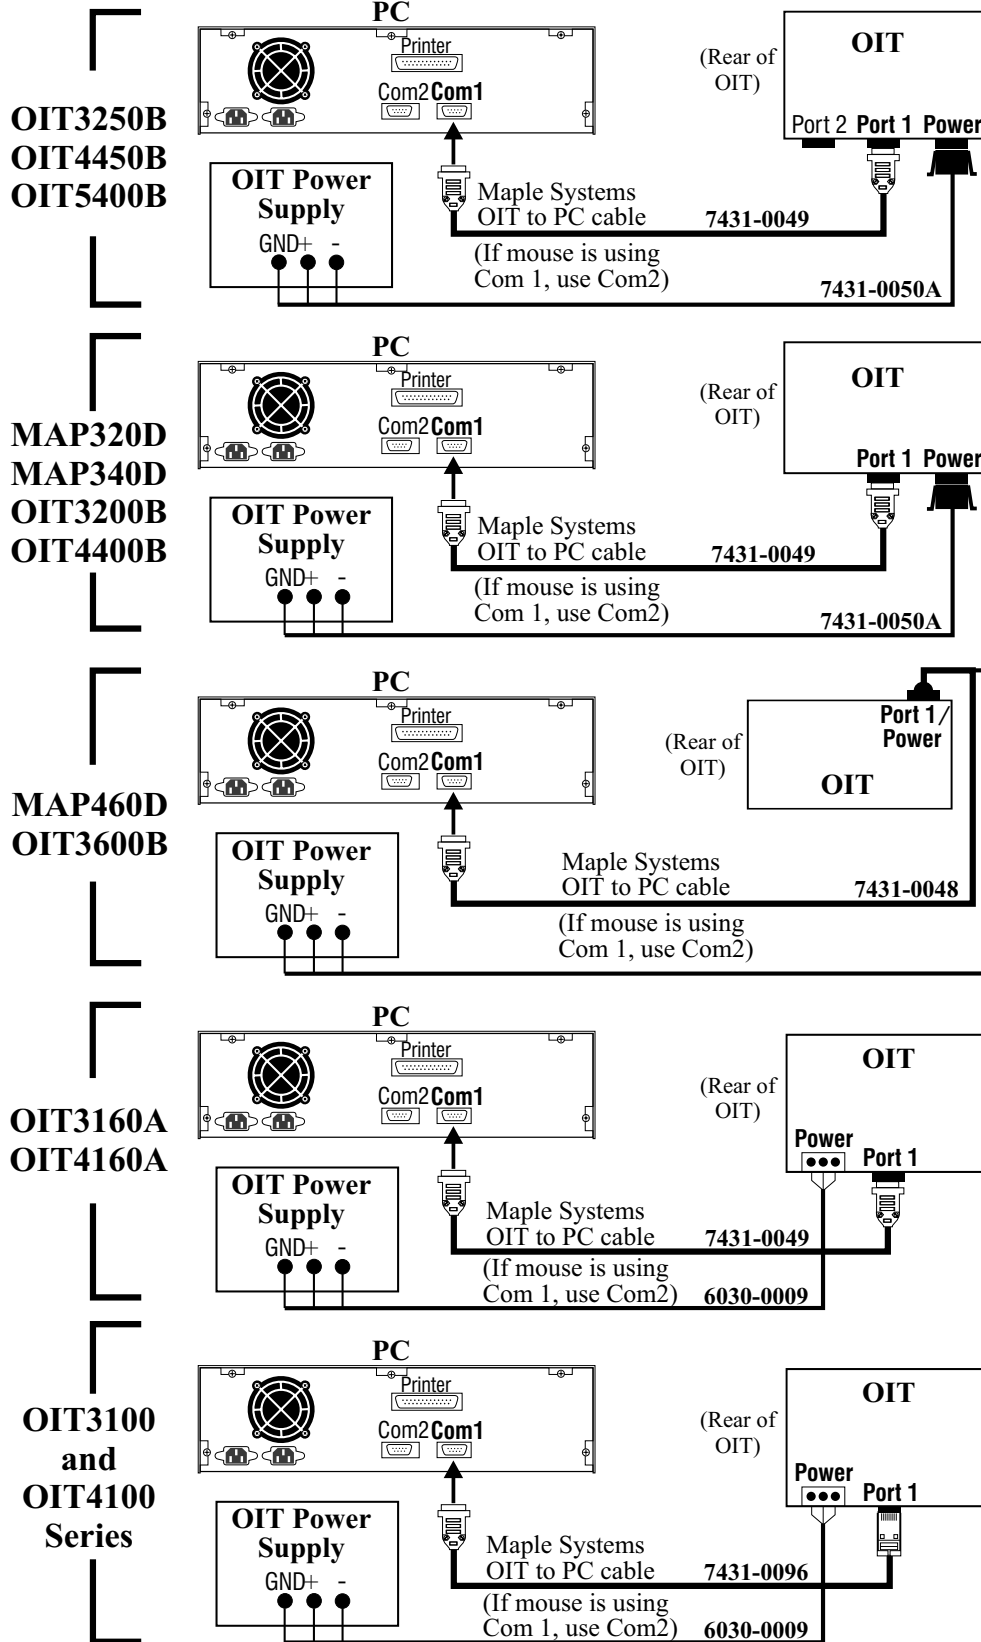 PC
OIT3250B
OIT4450B
OIT5400B
Printer
Com2 Com1
(Rear of
OIT)
OIT
Port 2 Port 1 Power
OIT Power
Supply
GND+ -
Maple Systems
OIT to PC cable
7431-0049
(If mouse is using
Com 1, use Com2)
7431-0050A
PC
MAP320D
MAP340D
OIT3200B
OIT4400B
Printer
Com2 Com1
(Rear of
OIT)
OIT
Port 1 Power
OIT Power
Supply
GND+ -
Maple Systems
OIT to PC cable
7431-0049
(If mouse is using
Com 1, use Com2)
7431-0050A
PC
MAP460D
OIT3600B
Printer
Com2 Com1
(Rear of
OIT)
Port 1/
Power
OIT
OIT Power
Supply
GND+ -
Maple Systems
OIT to PC cable
7431-0048
(If mouse is using
Com 1, use Com2)
PC
OIT3160A
OIT4160A
Printer
Com2 Com1
(Rear of
OIT)
OIT
Power
Port 1
OIT Power
Supply
GND+ -
Maple Systems
OIT to PC cable
7431-0049
(If mouse is using
Com 1, use Com2)
6030-0009
PC
OIT3100
and
OIT4100
Series
Printer
Com2 Com1
(Rear of
OIT)
OIT
Power
Port 1
OIT Power
Supply
GND+ -
Maple Systems
OIT to PC cable
7431-0096
(If mouse is using
Com 1, use Com2)
6030-0009